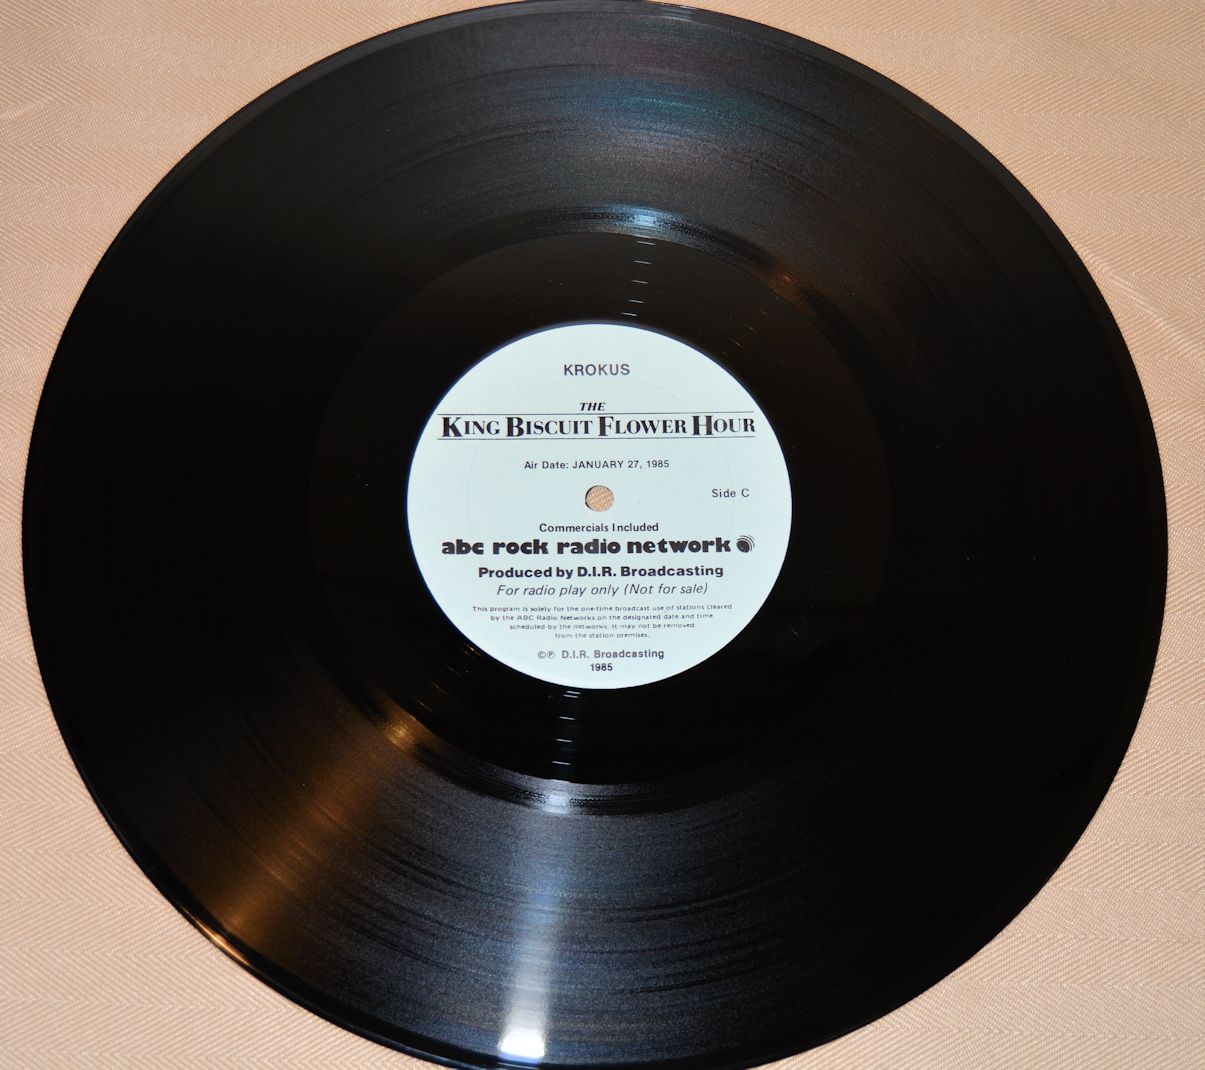 KROKUS
THE
KING BISCUIT FLOWER HOUR
Air Date: JANUARY 27, 1985
Side C
Commercials Included
abc rock radio network
Produced by D.I.R. Broadcasting
For radio play only (Not for sale)
This program is solely for the one-time broadcast use of stations cleared
by the ABC Radio Networks on the designated date and time
scheduled by the networks. It may not be removed
from the station premises.
©℗ D.I.R. Broadcasting
1985